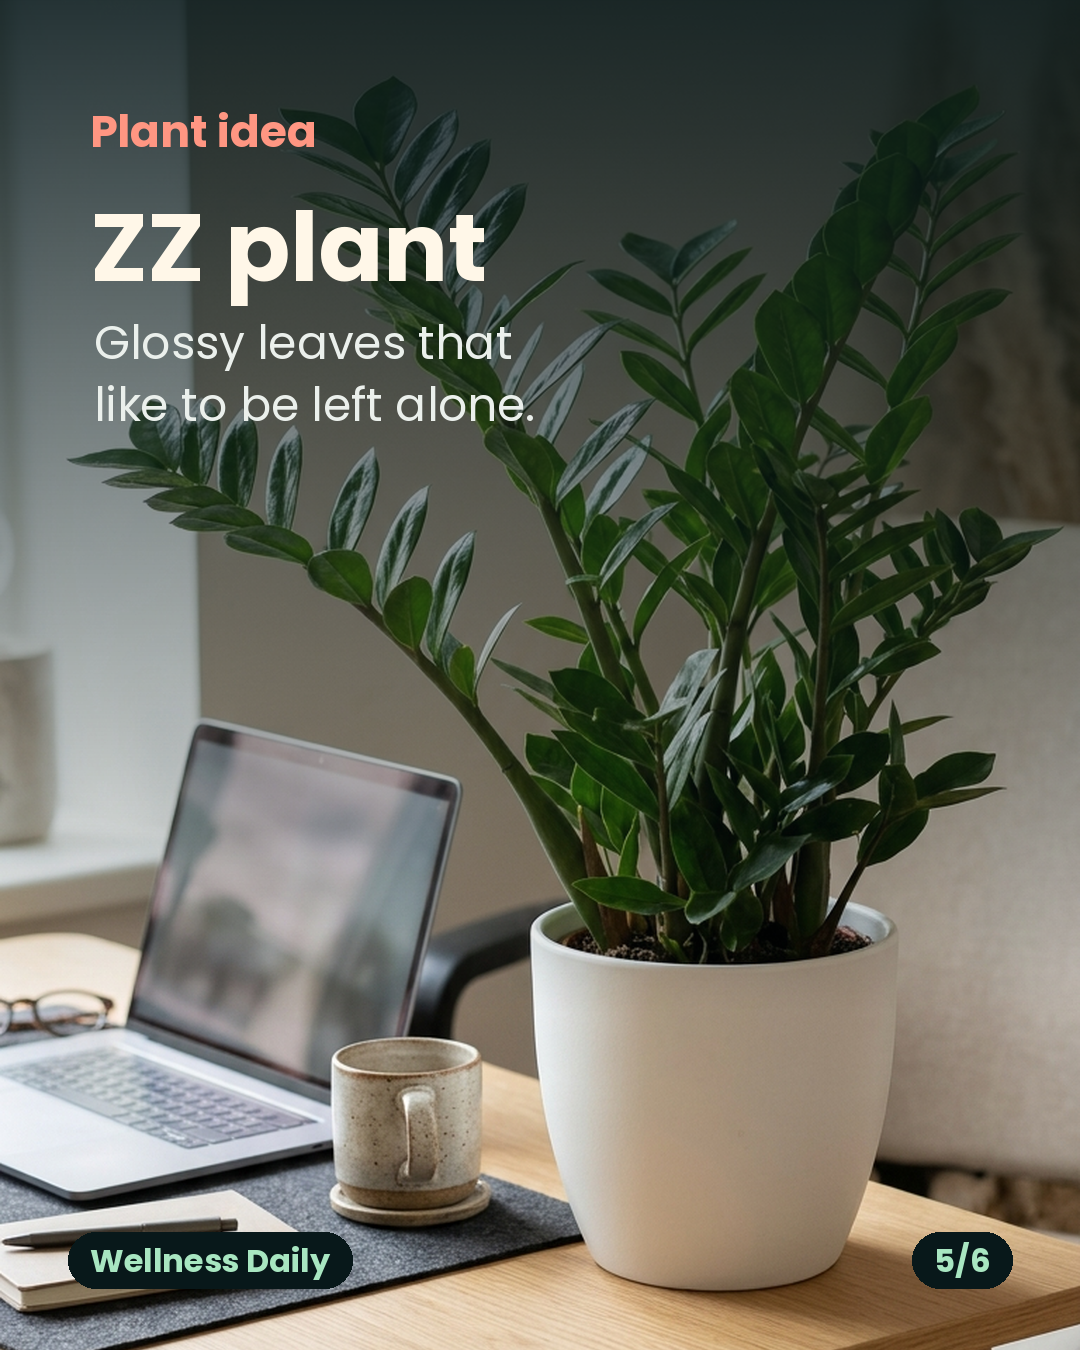 Plant idea
ZZ plant
Glossy leaves that
like to be left alone.
Wellness Daily
5/6